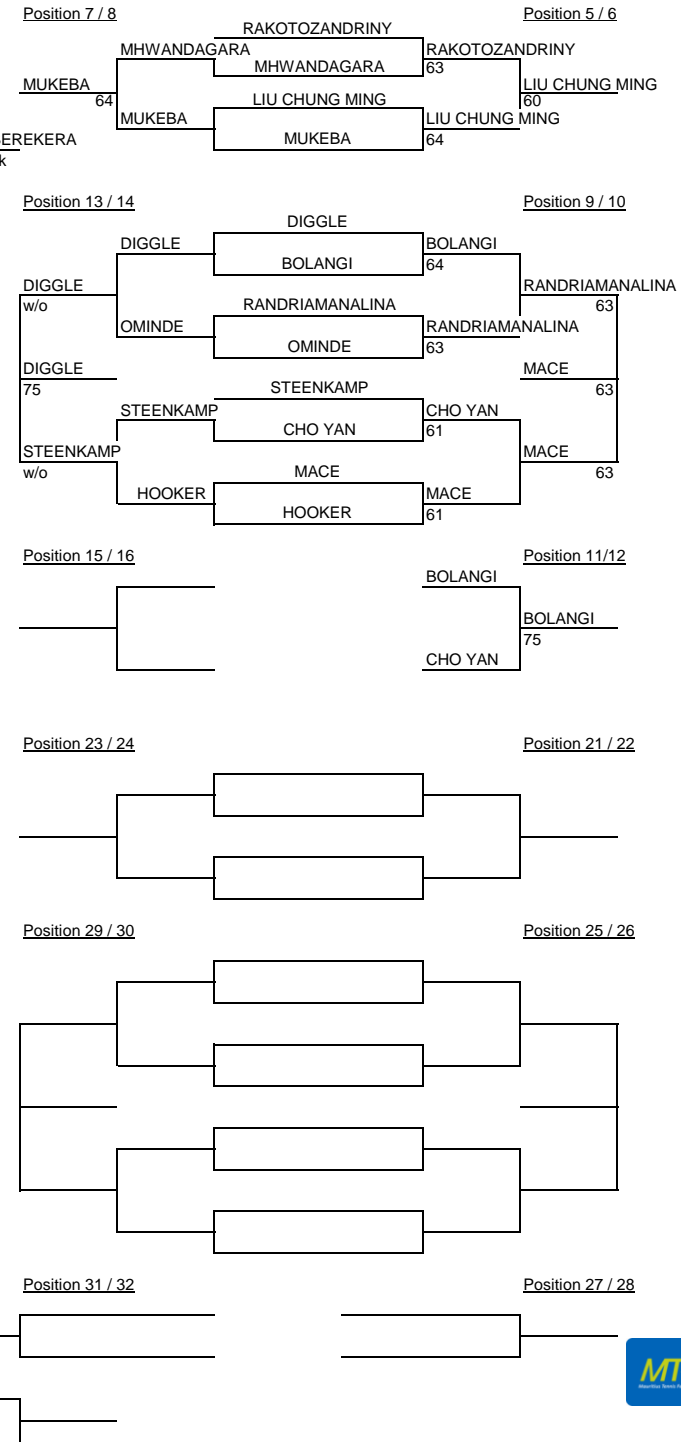 Position 7 / 8 Position 5 / 6
RAKOTOZANDRINY
MHWANDAGARA RAKOTOZANDRINY
MHWANDAGARA 63
MUKEBA LIU CHUNG MING
64 LIU CHUNG MING 60
MUKEBA LIU CHUNG MING
MUKEBA 64
EREKERA
k
Position 13 / 14 Position 9 / 10
DIGGLE
DIGGLE BOLANGI
BOLANGI 64
DIGGLE RANDRIAMANALINA
w/o RANDRIAMANALINA 63
OMINDE RANDRIAMANALINA
OMINDE 63
DIGGLE MACE
75 STEENKAMP 63
STEENKAMP CHO YAN
CHO YAN 61
STEENKAMP MACE
w/o MACE 63
HOOKER MACE
HOOKER 61
Position 15 / 16 Position 11/12
BOLANGI
BOLANGI
75
CHO YAN
Position 23 / 24 Position 21 / 22
Position 29 / 30 Position 25 / 26
Position 31 / 32 Position 27 / 28
MT